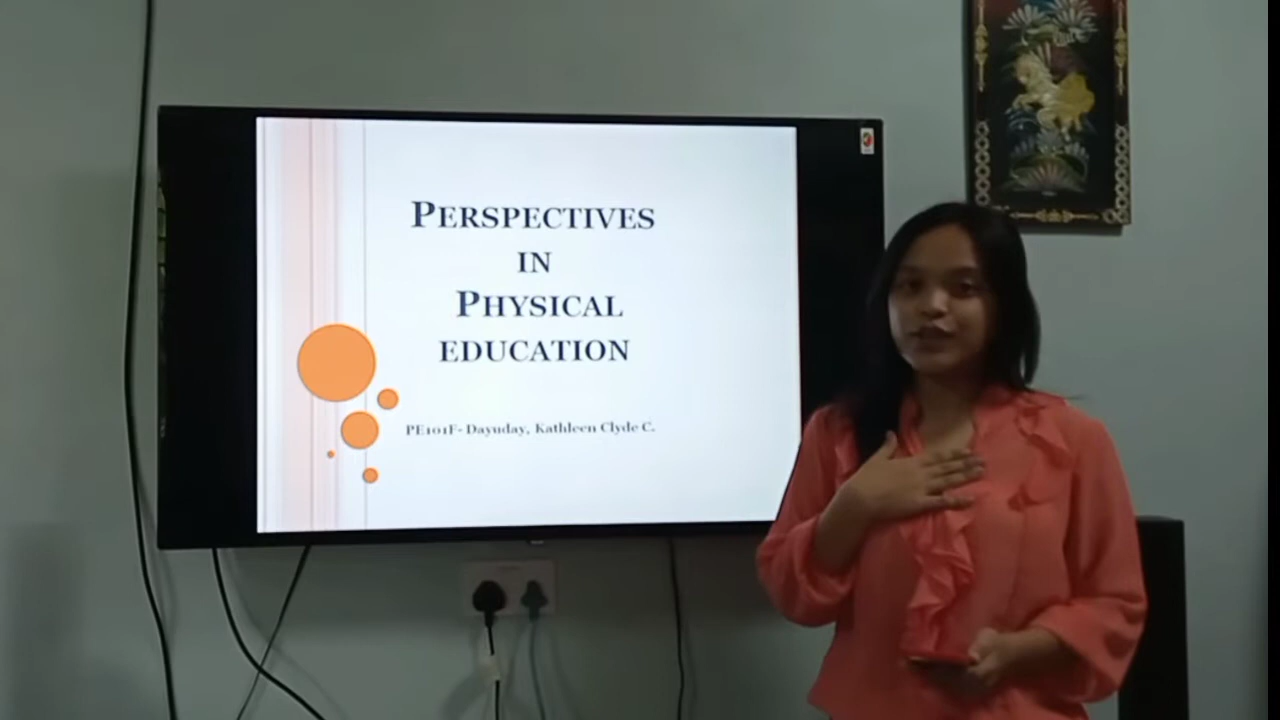 PERSPECTIVES
IN
PHYSICAL
EDUCATION
PE101F- Dayuday, Kathleen Clyde C.